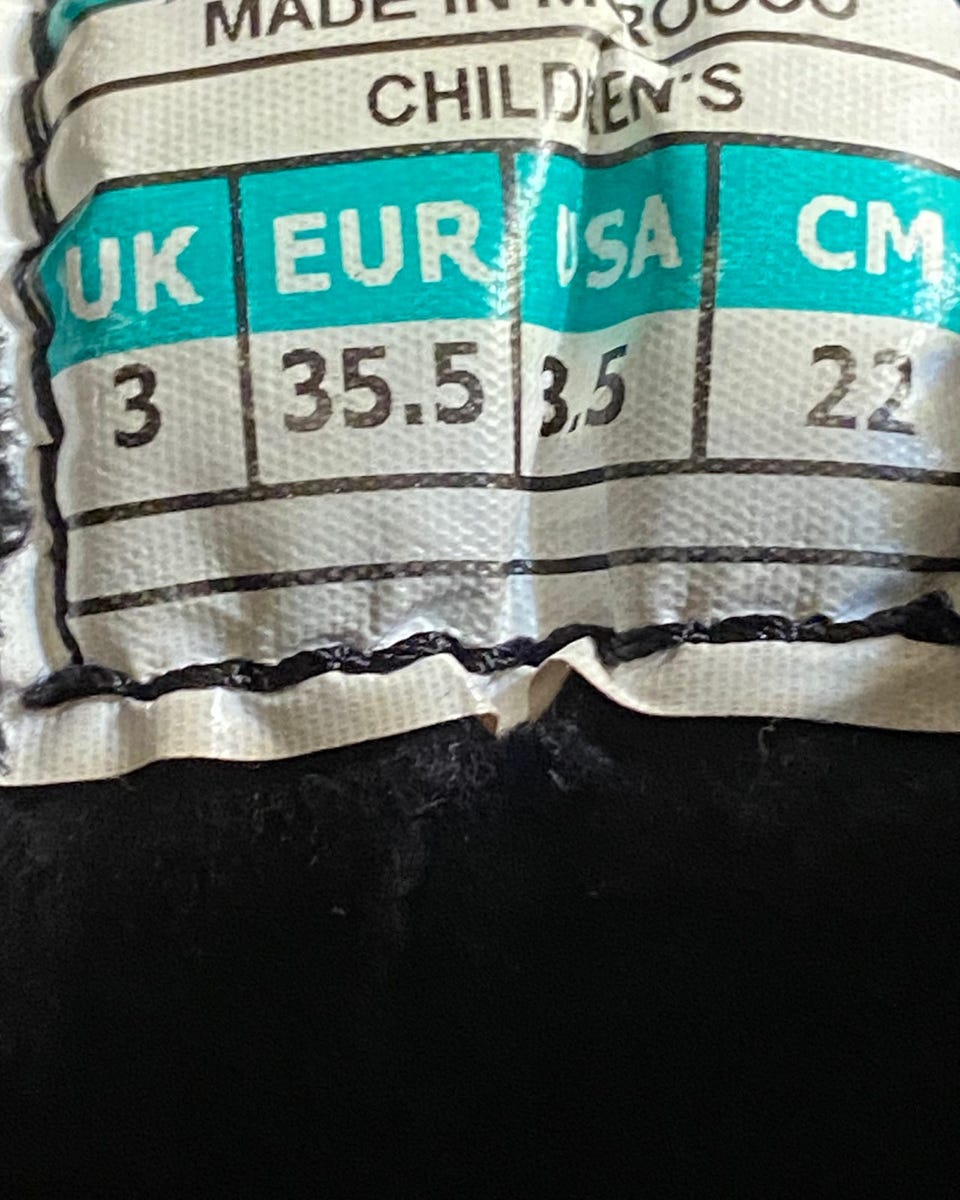 MADE IN MOROCCO
CHILDREN'S
UK EUR USA CM
3 35.5 3.5 22